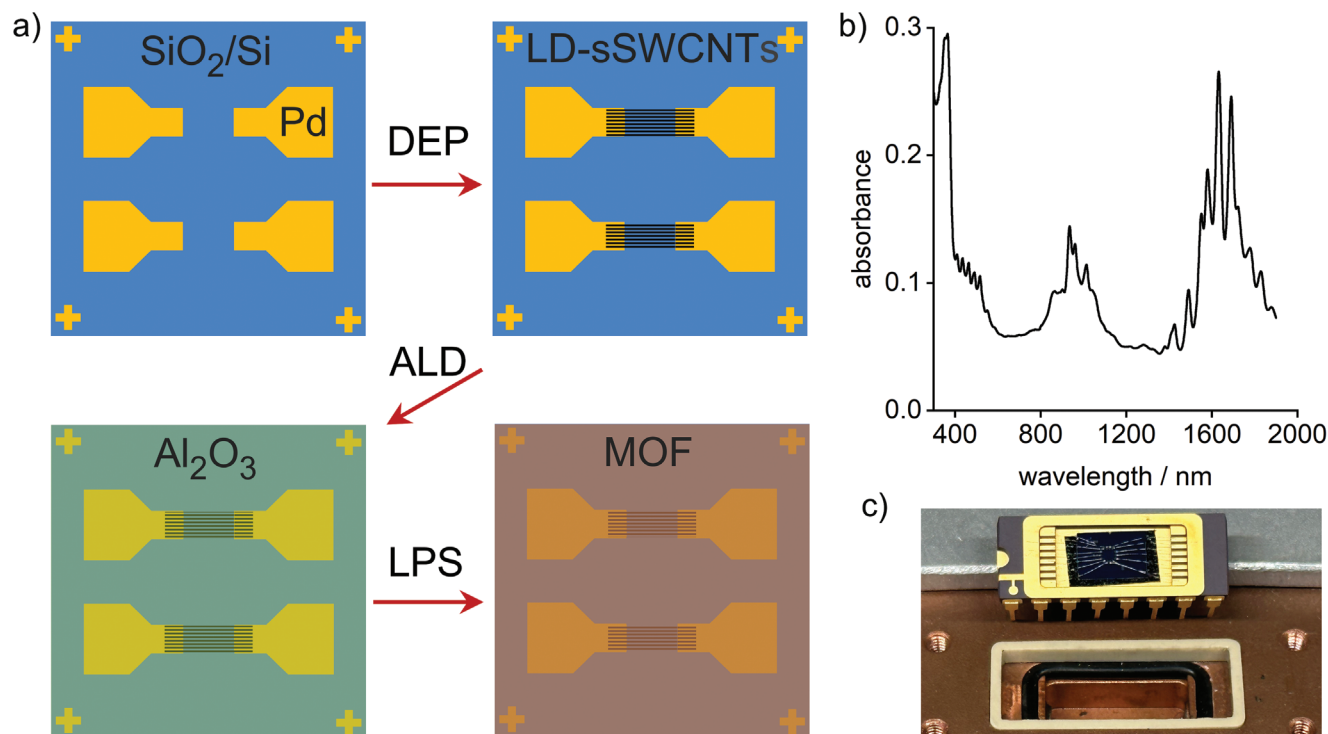 a)
SiO₂/Si
Pd
DEP
LD-sSWCNTs
ALD
Al₂O₃
LPS
MOF
b)
absorbance
0.3
0.2
0.1
0.0
400 800 1200 1600 2000
wavelength / nm
c)